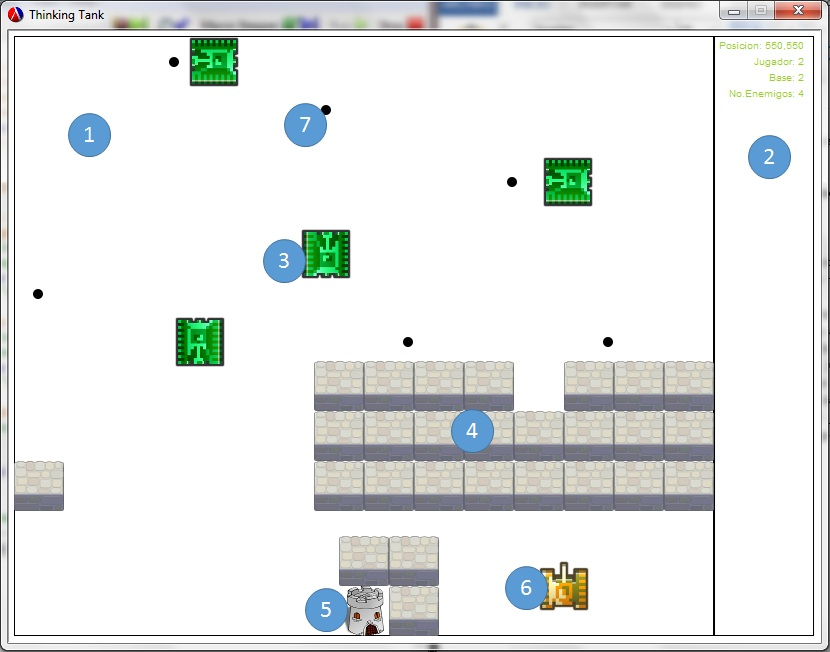 Thinking Tank
Posicion: 550,550
Jugador: 2
Base: 2
No.Enemigos: 4
1
7
2
3
4
5
6